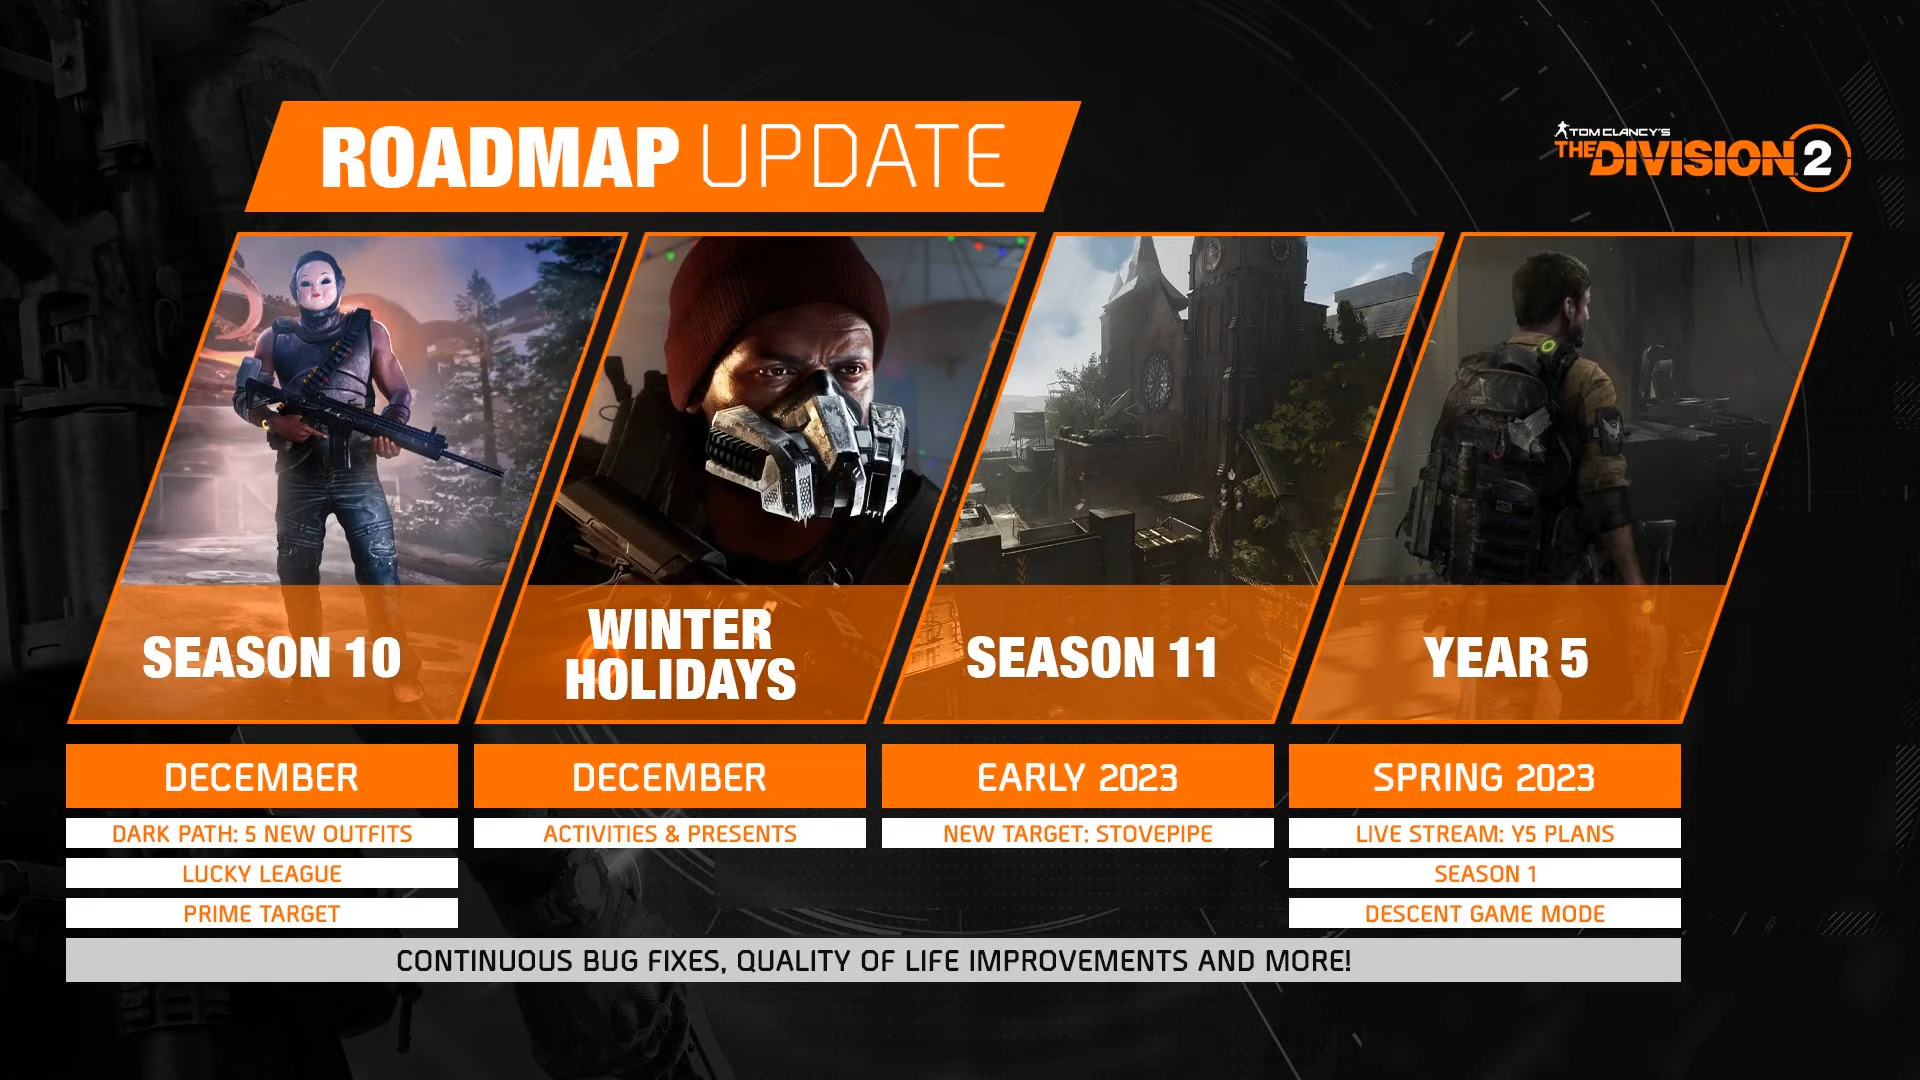 ROADMAP UPDATE
TOM CLANCY'S
THE DIVISION 2
SEASON 10
WINTER
HOLIDAYS
SEASON 11
YEAR 5
DECEMBER
DECEMBER
EARLY 2023
SPRING 2023
DARK PATH: 5 NEW OUTFITS
ACTIVITIES & PRESENTS
NEW TARGET: STOVEPIPE
LIVE STREAM: Y5 PLANS
LUCKY LEAGUE
SEASON 1
PRIME TARGET
DESCENT GAME MODE
CONTINUOUS BUG FIXES, QUALITY OF LIFE IMPROVEMENTS AND MORE!